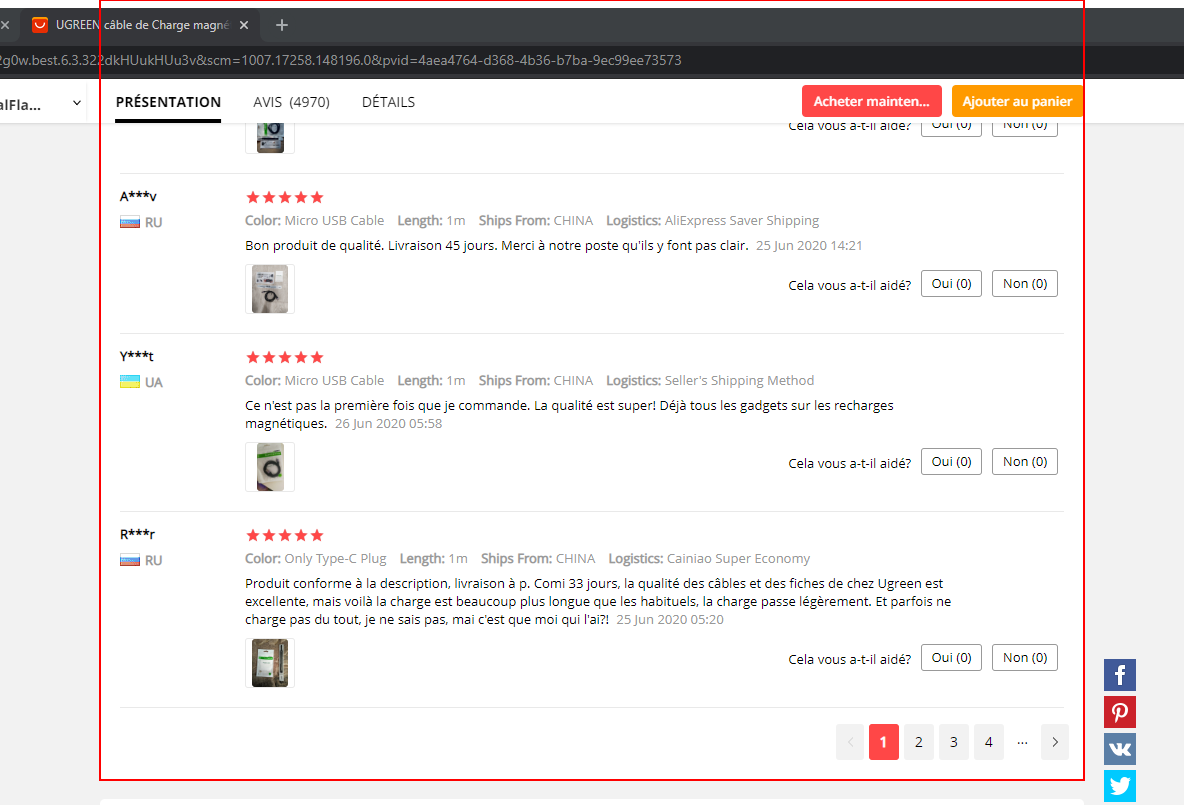 UGREEN câble de Charge magné
2g0w.best.6.3.322dkHUukHUu3v&scm=1007.17258.148196.0&pvid=4aea4764-d368-4b36-b7ba-9ec99ee73573
alFla...
PRÉSENTATION AVIS (4970) DÉTAILS
Acheter mainten... Ajouter au panier
Cela vous a-t-il aidé? Oui (0) Non (0)
A***v
RU
Color: Micro USB Cable Length: 1m Ships From: CHINA Logistics: AliExpress Saver Shipping
Bon produit de qualité. Livraison 45 jours. Merci à notre poste qu'ils y font pas clair. 25 Jun 2020 14:21
Cela vous a-t-il aidé? Oui (0) Non (0)
Y***t
UA
Color: Micro USB Cable Length: 1m Ships From: CHINA Logistics: Seller's Shipping Method
Ce n'est pas la première fois que je commande. La qualité est super! Déjà tous les gadgets sur les recharges
magnétiques. 26 Jun 2020 05:58
Cela vous a-t-il aidé? Oui (0) Non (0)
R***r
RU
Color: Only Type-C Plug Length: 1m Ships From: CHINA Logistics: Cainiao Super Economy
Produit conforme à la description, livraison à p. Comi 33 jours, la qualité des câbles et des fiches de chez Ugreen est
excellente, mais voilà la charge est beaucoup plus longue que les habituels, la charge passe légèrement. Et parfois ne
charge pas du tout, je ne sais pas, mai c'est que moi qui l'ai?! 25 Jun 2020 05:20
Cela vous a-t-il aidé? Oui (0) Non (0)
1 2 3 4 ...